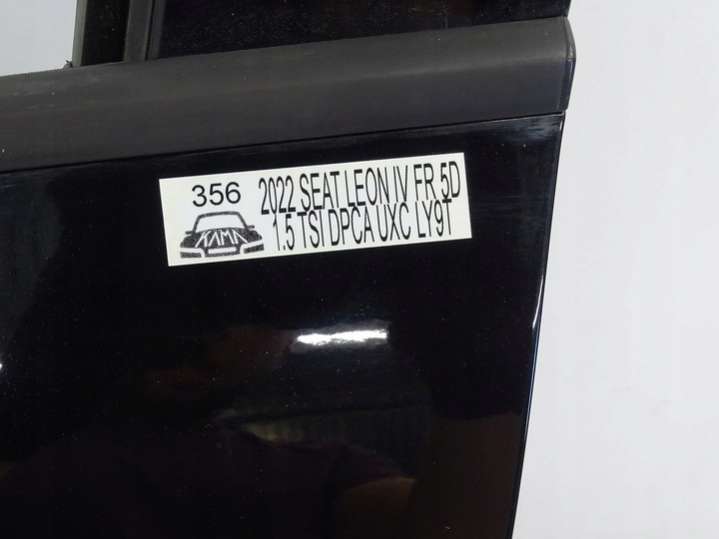 356
KAMA
2022 SEAT LEON IV FR 5D
1.5 TSI DPCA UXC LY9T